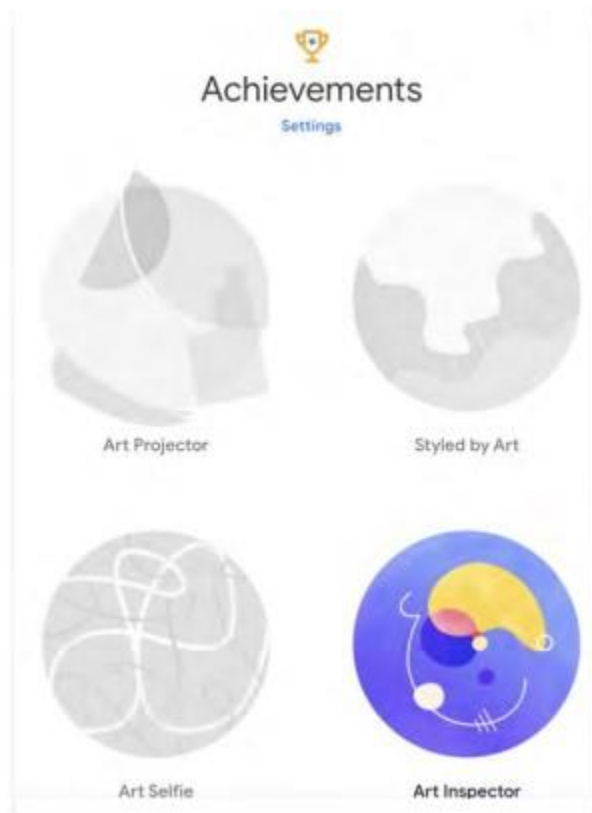 Achievements
Settings
Art Projector
Styled by Art
Art Selfie
Art Inspector